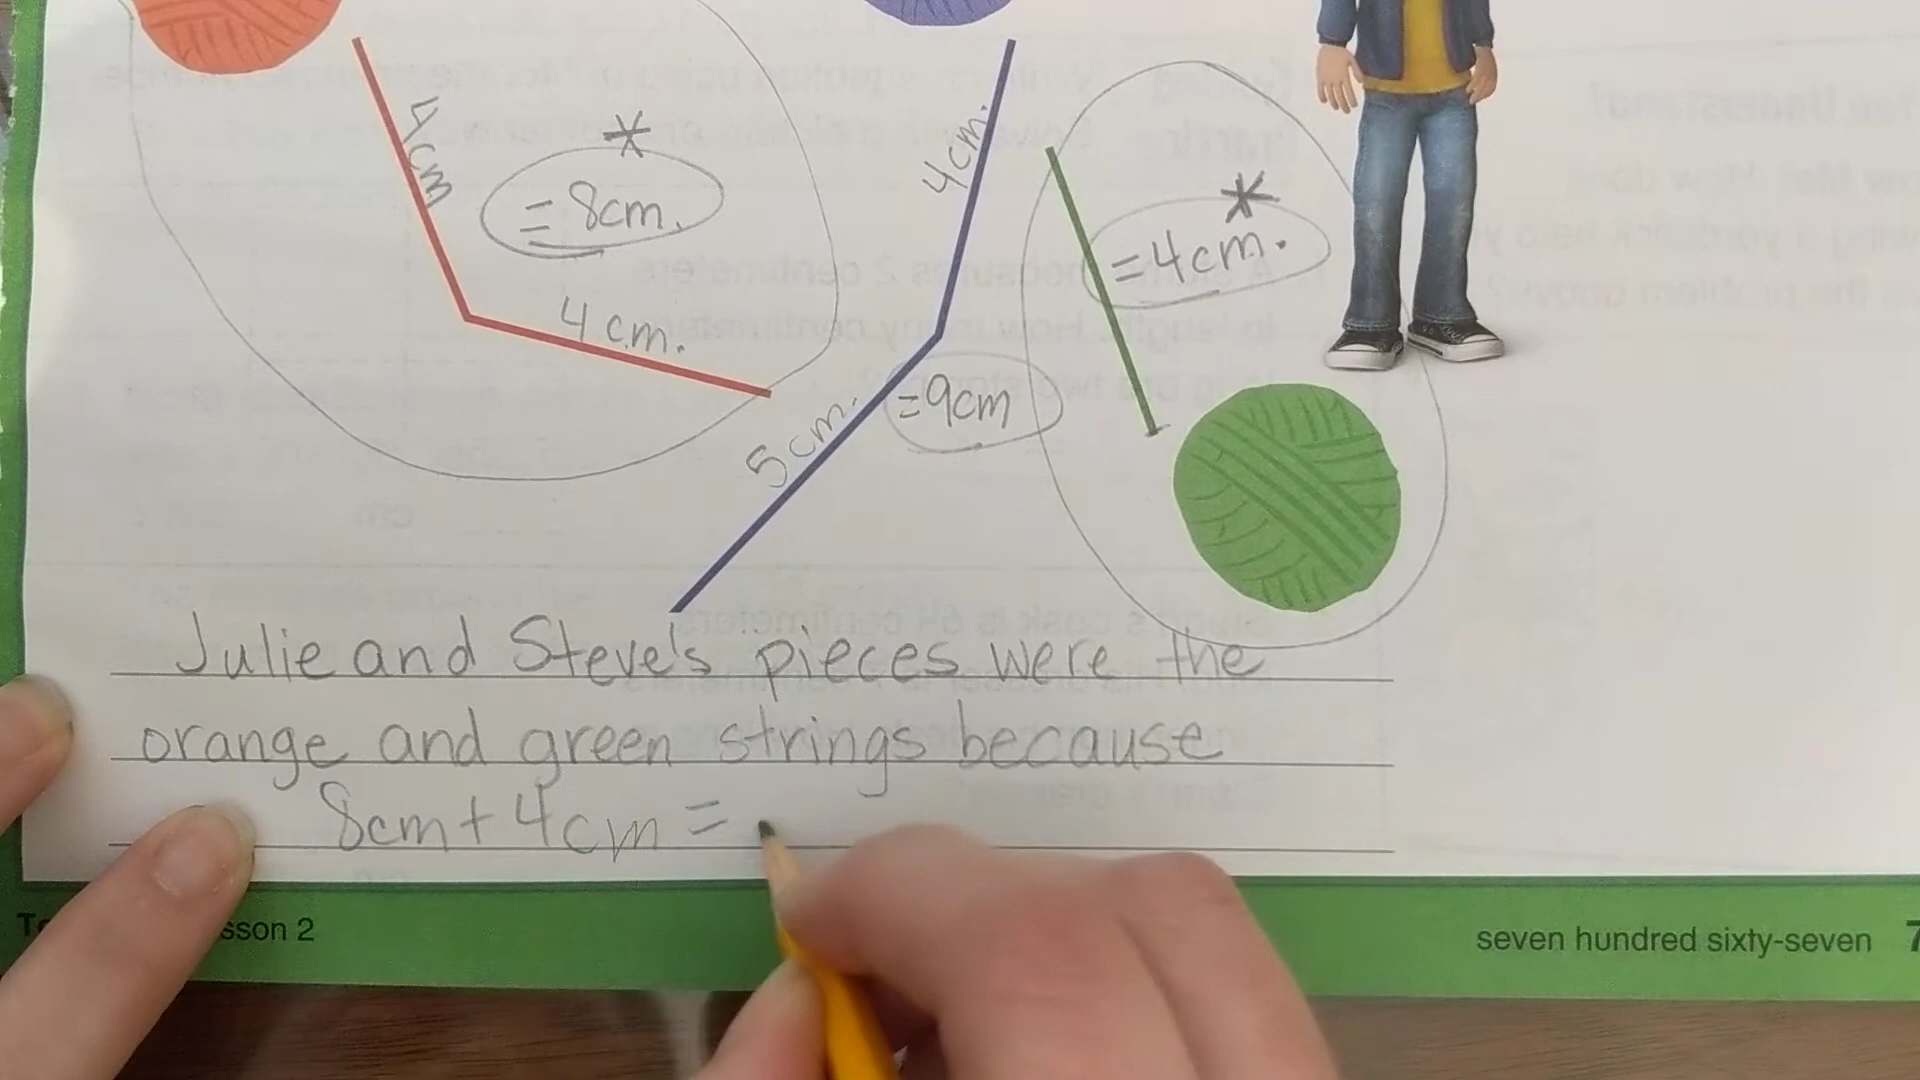 4cm
= 8cm.
4 cm.
4cm.
= 4cm.
= 9cm
5cm.
Julie and Steve's pieces were the
orange and green strings because
8cm + 4cm =
sson 2
seven hundred sixty-seven